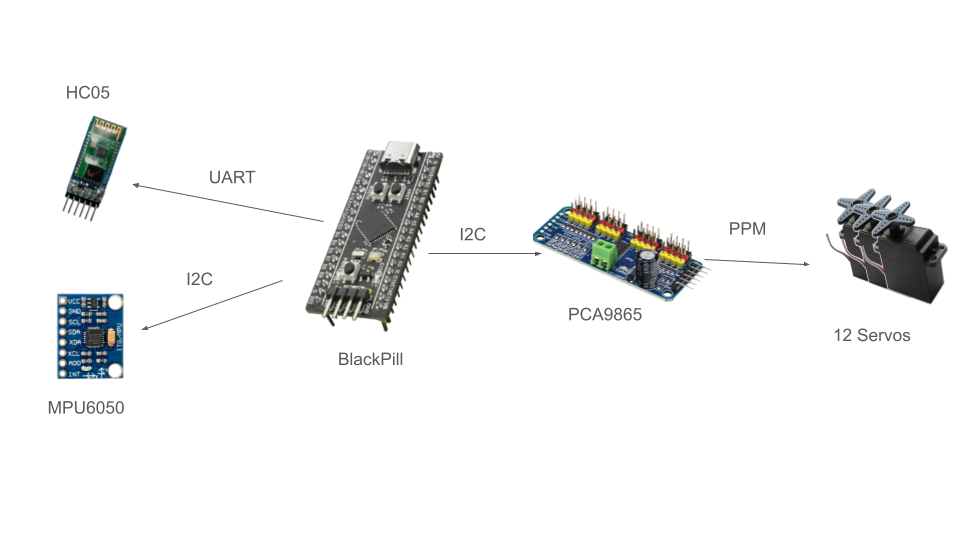 HC05
UART
I2C
PPM
I2C
VCC
GND
SCL
SDA
XDA
XCL
ADD
INT
ITG/MPU
PCA9865
12 Servos
BlackPill
MPU6050